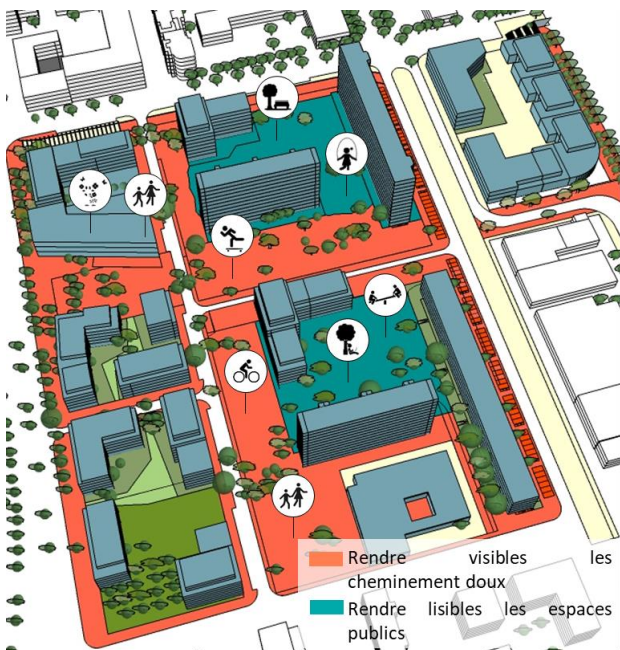 Rendre visibles les
cheminement doux
Rendre lisibles les espaces
publics